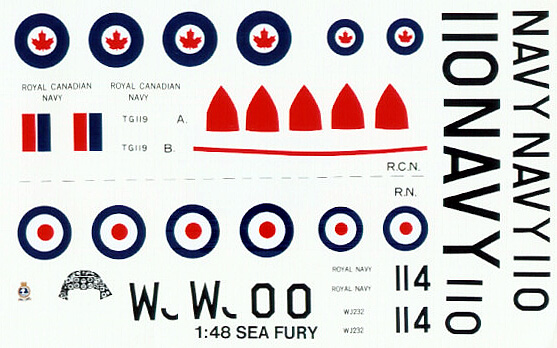 ROYAL CANADIAN
NAVY
ROYAL CANADIAN
NAVY
TG119 A.
TG119 B.
R.C.N.
R.N.
ROYAL NAVY
ROYAL NAVY
WJ232
WJ232
114
114
WJ WJ 00
1:48 SEA FURY
110 NAVY 110
NAVY NAVY 110